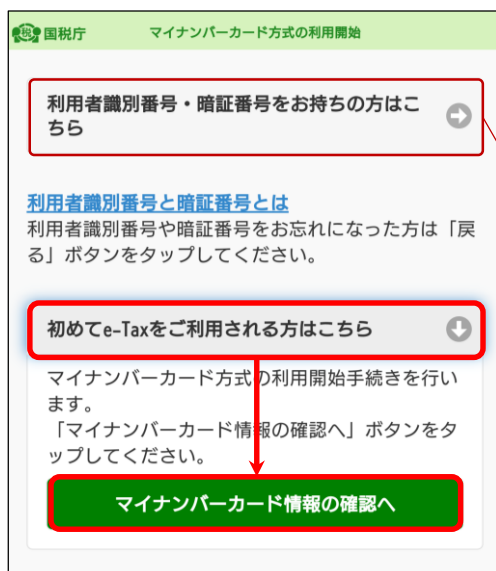 税 国税庁 マイナンバーカード方式の利用開始
利用者識別番号・暗証番号をお持ちの方はこ
ちら
利用者識別番号と暗証番号とは
利用者識別番号や暗証番号をお忘れになった方は「戻
る」ボタンをタップしてください。
初めてe-Taxをご利用される方はこちら
マイナンバーカード方式の利用開始手続きを行い
ます。
「マイナンバーカード情報の確認へ」ボタンをタ
ップしてください。
マイナンバーカード情報の確認へ